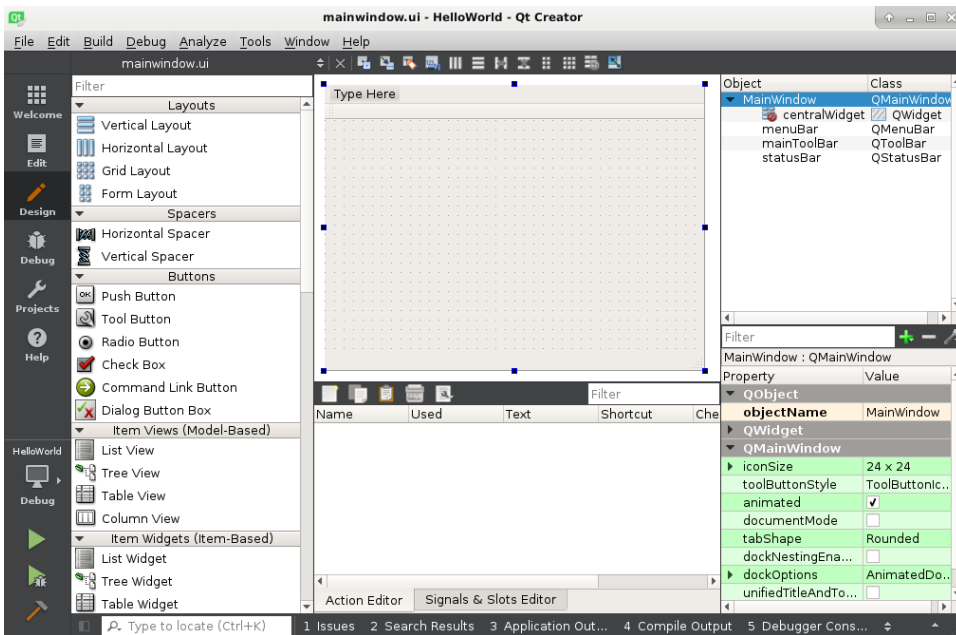 mainwindow.ui - HelloWorld - Qt Creator
File Edit Build Debug Analyze Tools Window Help
mainwindow.ui
Welcome
Edit
Design
Debug
Projects
Help
HelloWorld
Debug
Filter
Layouts
Vertical Layout
Horizontal Layout
Grid Layout
Form Layout
Spacers
Horizontal Spacer
Vertical Spacer
Buttons
OK Push Button
Tool Button
Radio Button
Check Box
Command Link Button
Dialog Button Box
Item Views (Model-Based)
List View
Tree View
Table View
Column View
Item Widgets (Item-Based)
List Widget
Tree Widget
Table Widget
Type Here
Filter
Name Used Text Shortcut Che
Action Editor Signals & Slots Editor
Object Class
MainWindow QMainWindow
centralWidget QWidget
menuBar QMenuBar
mainToolBar QToolBar
statusBar QStatusBar
Filter
MainWindow : QMainWindow
Property Value
QObject
objectName MainWindow
QWidget
QMainWindow
iconSize 24 x 24
toolButtonStyle ToolButtonIc...
animated
documentMode
tabShape Rounded
dockNestingEna...
dockOptions AnimatedDo...
unifiedTitleAndTo...
Type to locate (Ctrl+K) 1 Issues 2 Search Results 3 Application Out... 4 Compile Output 5 Debugger Cons...